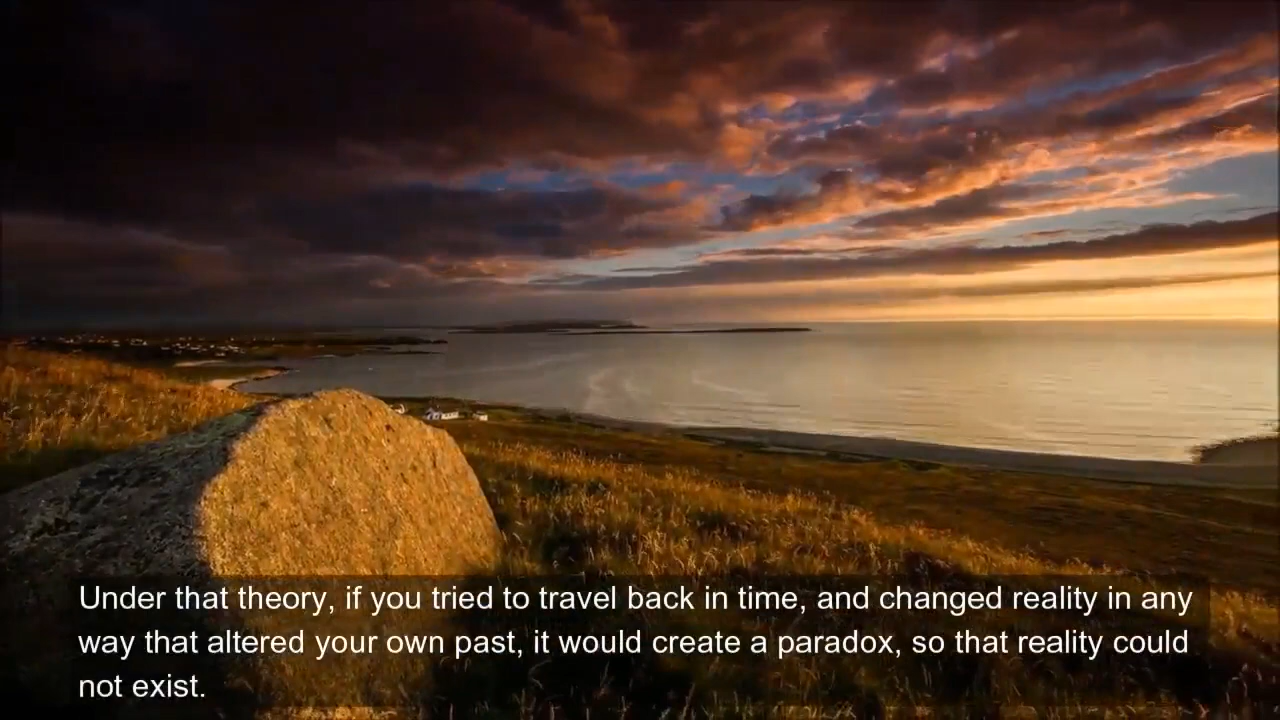 Under that theory, if you tried to travel back in time, and changed reality in any
way that altered your own past, it would create a paradox, so that reality could
not exist.